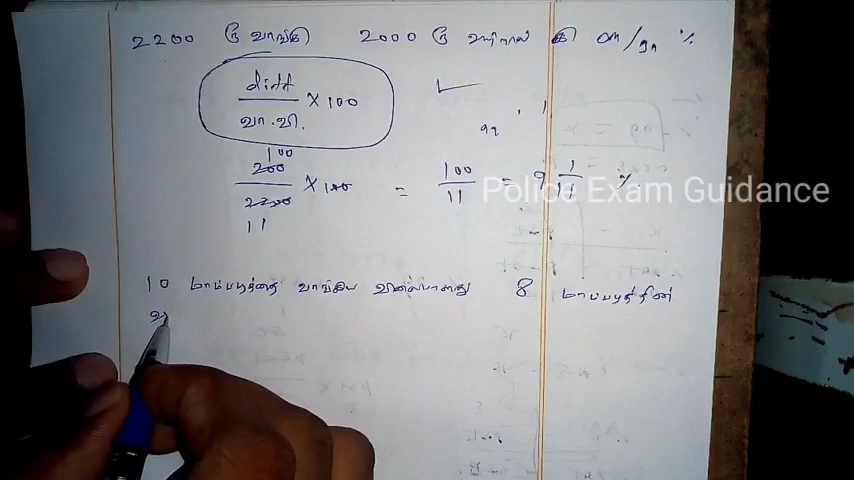 2200 ரூ வாங்கி 2000 ரூ விற்றால் %
diff / வா.வி. × 100 ✓
100
200 / 2200 × 100 = 100 / 11 = 9 1/11 %
11
Police Exam Guidance
10 மாம்பழத்தை வாங்கிய விலையானது 8 மாம்பழத்தின்